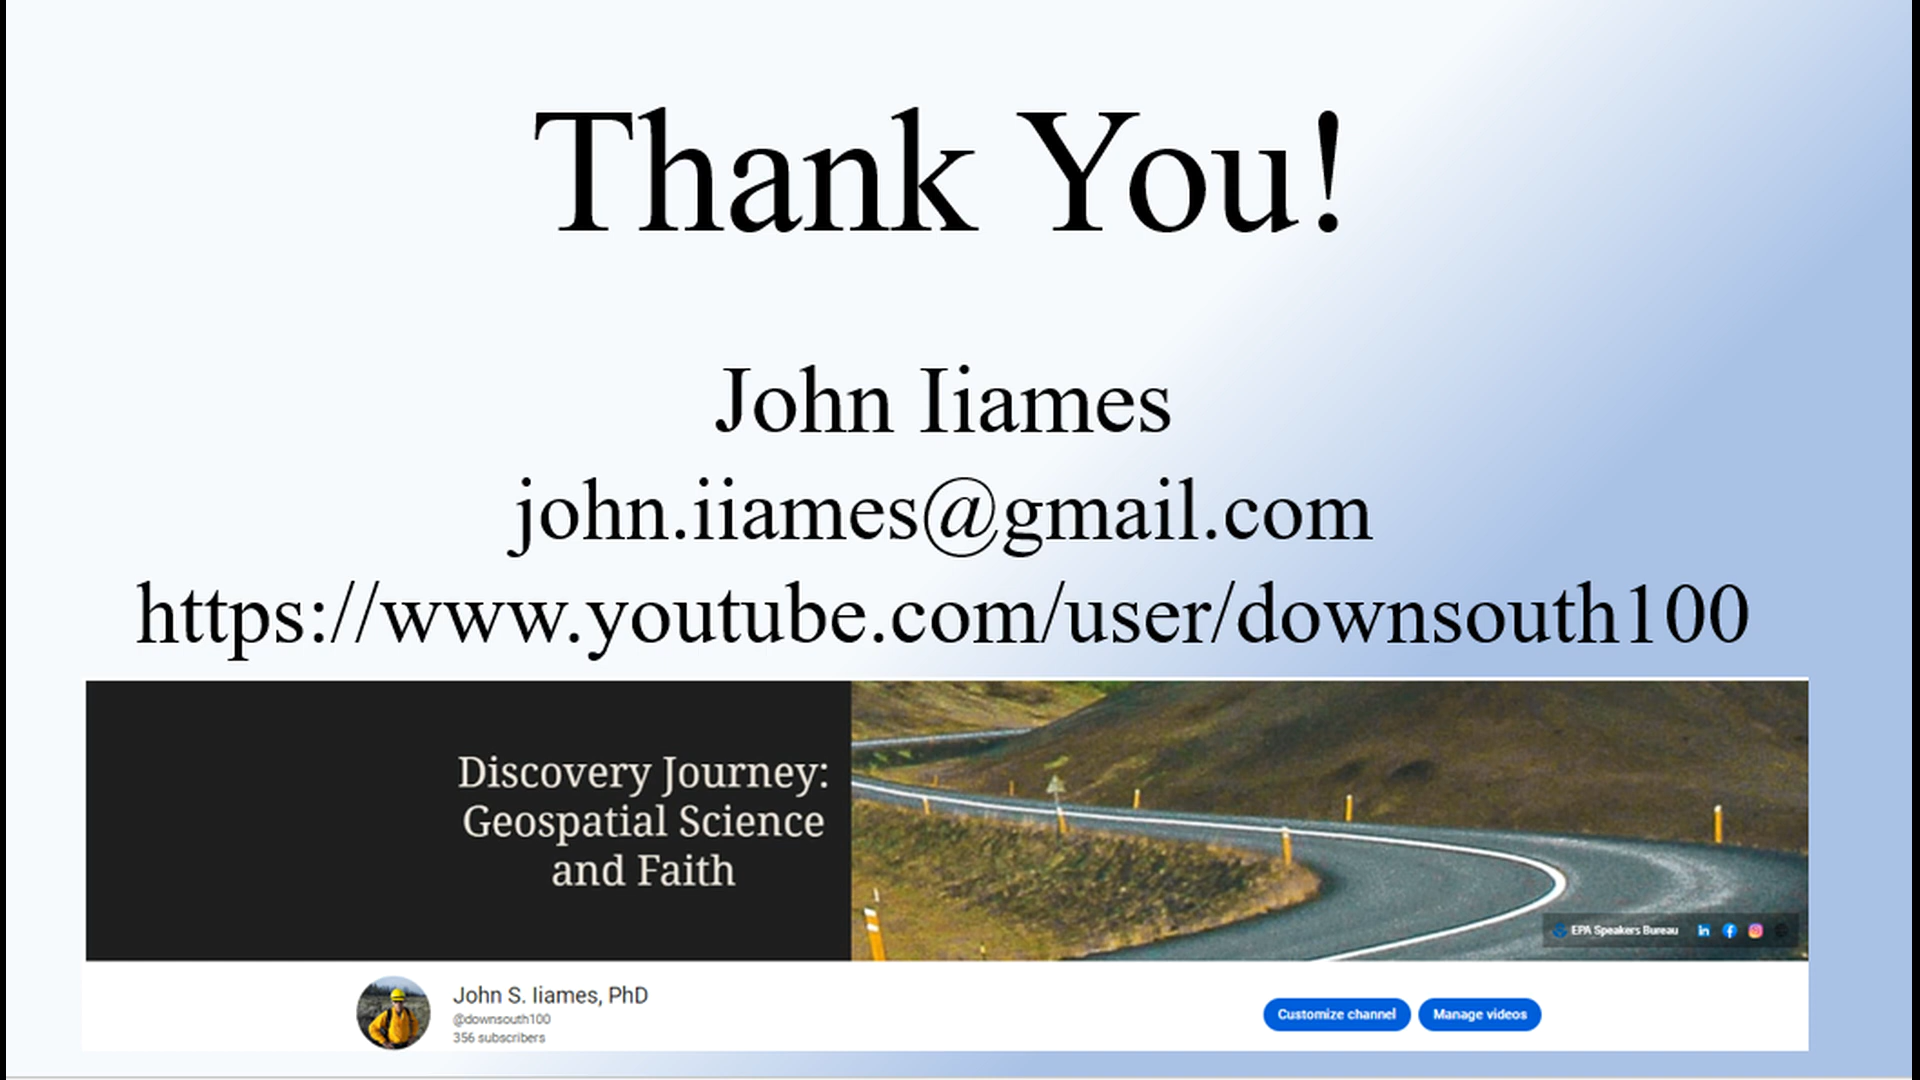 Thank You!
John Iiames
john.iiames@gmail.com
https://www.youtube.com/user/downsouth100
Discovery Journey:
Geospatial Science
and Faith
EPA Speakers Bureau
John S. Iiames, PhD
@downsouth100
356 subscribers
Customize channel
Manage videos